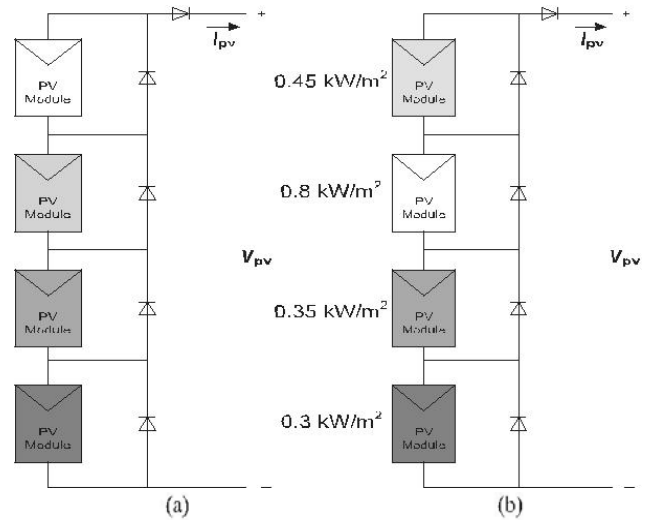 +
I_pv
PV
Module
PV
Module
PV
Module
PV
Module
V_pv
−
(a)
+
I_pv
0.45 kW/m²
PV
Module
0.8 kW/m²
PV
Module
0.35 kW/m²
PV
Module
0.3 kW/m²
PV
Module
V_pv
−
(b)